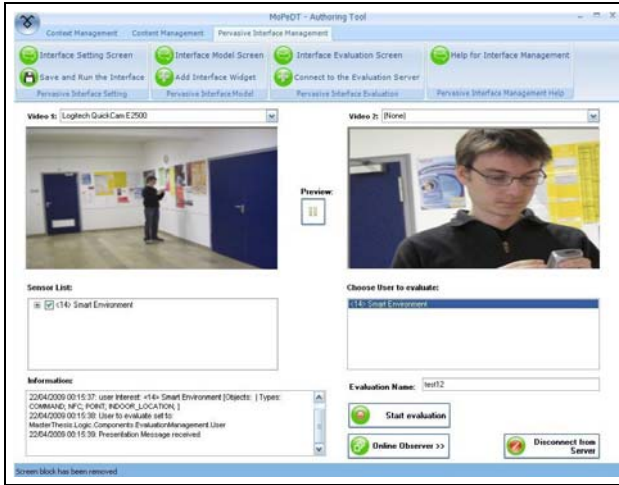 MoPeDT - Authoring Tool
Context Management
Content Management
Pervasive Interface Management
Interface Setting Screen
Interface Model Screen
Interface Evaluation Screen
Help for Interface Management
Save and Run the Interface
Add Interface Widget
Connect to the Evaluation Server
Pervasive Interface Setting
Pervasive Interface Model
Pervasive Interface Evaluation
Pervasive Interface Management Help
Video 1: Logitech QuickCam E2500
Video 2: (None)
Preview:
Sensor List:
<14> Smart Environment
Choose User to evaluate:
<14> Smart Environment
Information:
22/04/2009 00:15:37: user Interest: <14> Smart Environment [Objects: | Types:
COMMAND; NFC; POINT; INDOOR_LOCATION; ]
22/04/2009 00:15:38: User to evaluate set to:
MasterThesis.Logic.Components.EvaluationManagement.User
22/04/2009 00:15:39: Presentation Message received
Evaluation Name: test12
Start evaluation
Online Observer >>
Disconnect from
Server
Screen block has been removed